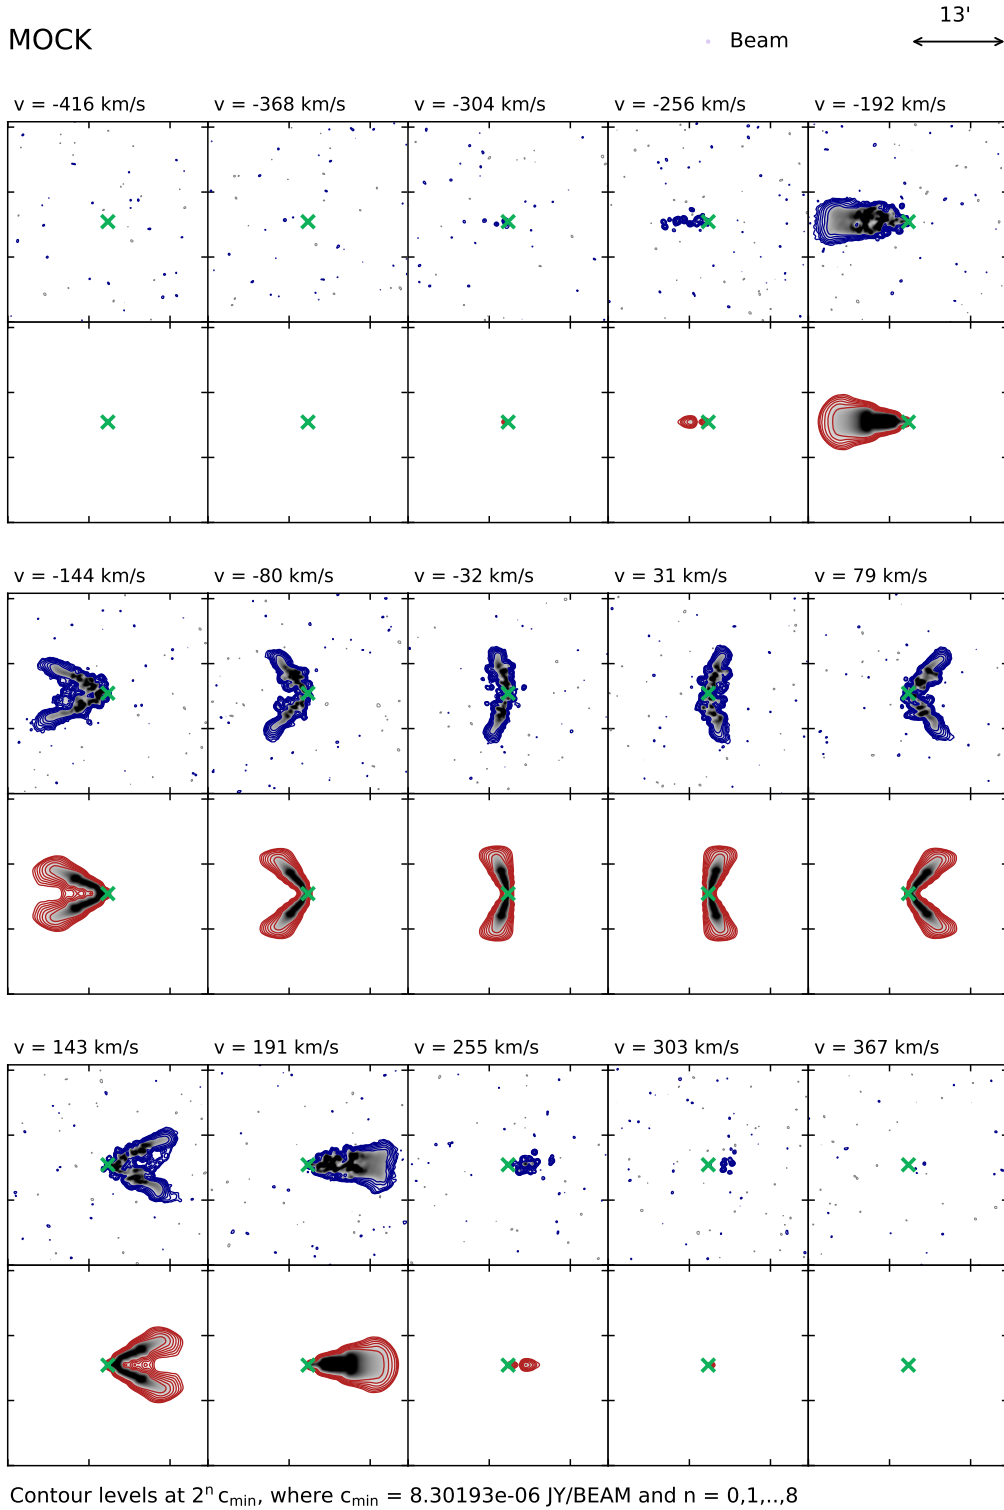 13'
MOCK
Beam
v = -416 km/s
v = -368 km/s
v = -304 km/s
v = -256 km/s
v = -192 km/s
v = -144 km/s
v = -80 km/s
v = -32 km/s
v = 31 km/s
v = 79 km/s
v = 143 km/s
v = 191 km/s
v = 255 km/s
v = 303 km/s
v = 367 km/s
Contour levels at 2ⁿ c_min, where c_min = 8.30193e-06 JY/BEAM and n = 0,1,..,8